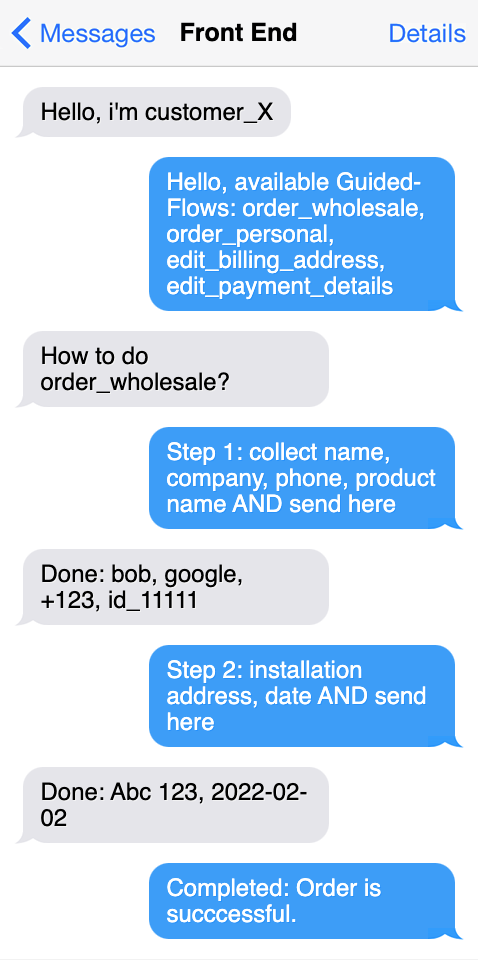 Messages Front End Details
Hello, i'm customer_X
Hello, available Guided-
Flows: order_wholesale,
order_personal,
edit_billing_address,
edit_payment_details
How to do
order_wholesale?
Step 1: collect name,
company, phone, product
name AND send here
Done: bob, google,
+123, id_11111
Step 2: installation
address, date AND send
here
Done: Abc 123, 2022-02-
02
Completed: Order is
succcessful.